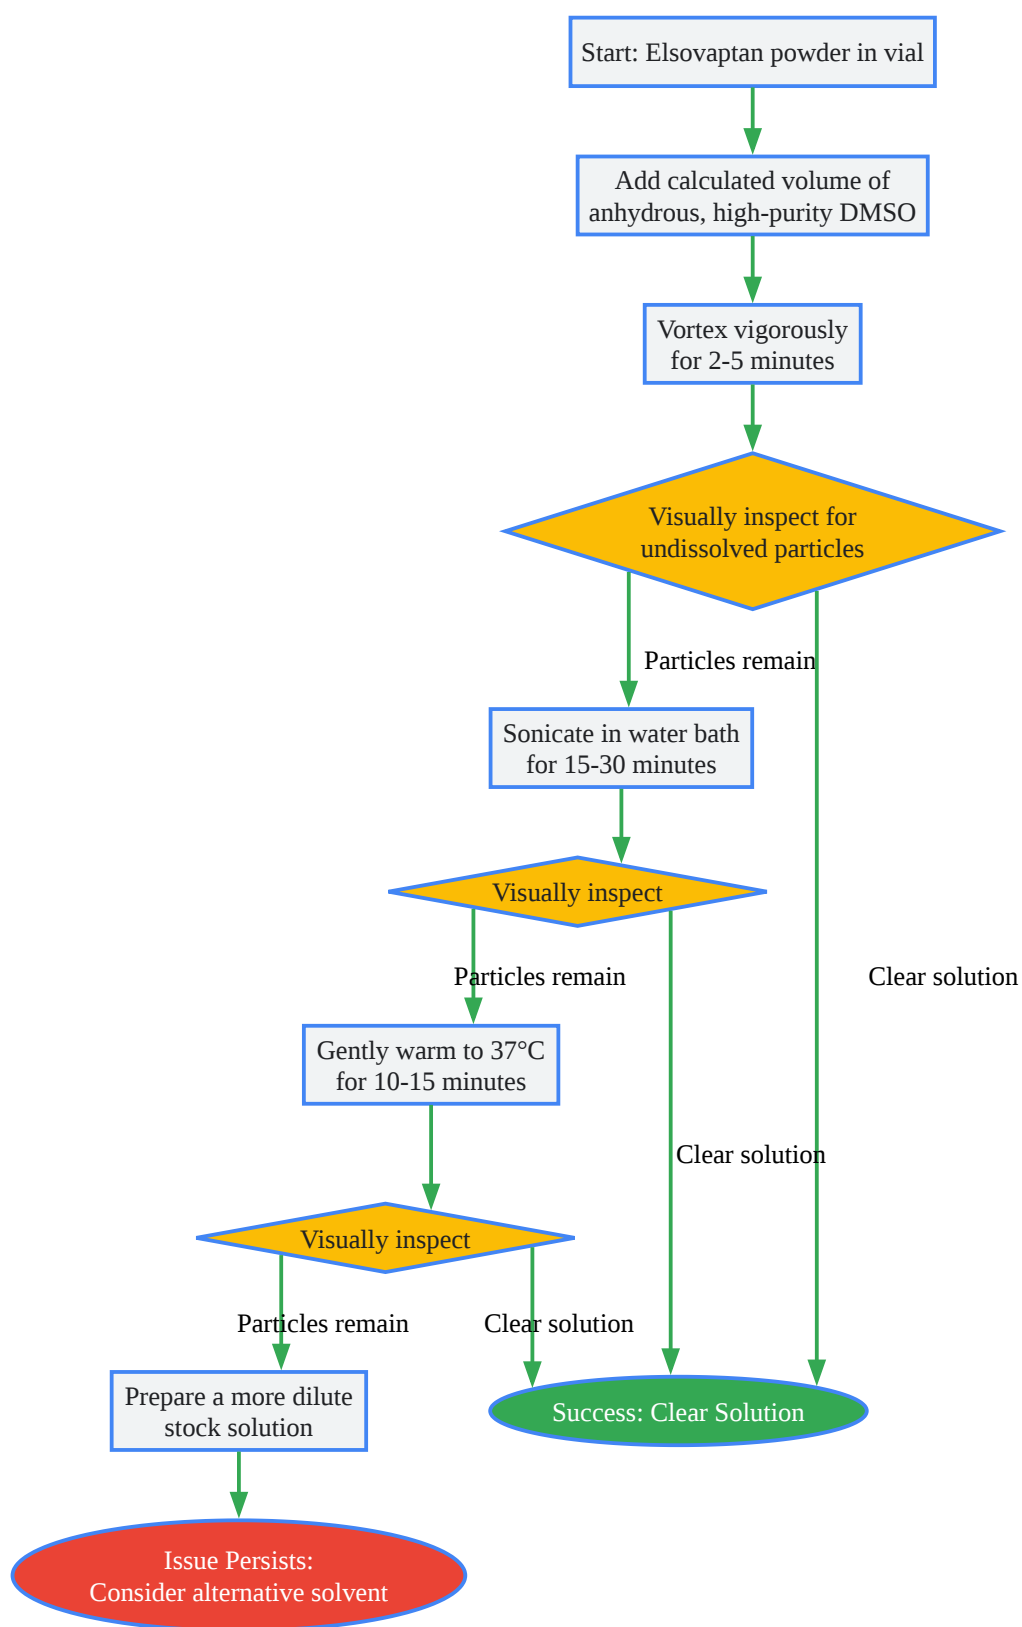 Start: Elsovaptan powder in vial
Add calculated volume of
anhydrous, high-purity DMSO
Vortex vigorously
for 2-5 minutes
Visually inspect for
undissolved particles
Particles remain
Sonicate in water bath
for 15-30 minutes
Visually inspect
Particles remain
Clear solution
Gently warm to 37°C
for 10-15 minutes
Clear solution
Visually inspect
Particles remain
Clear solution
Prepare a more dilute
stock solution
Success: Clear Solution
Issue Persists:
Consider alternative solvent